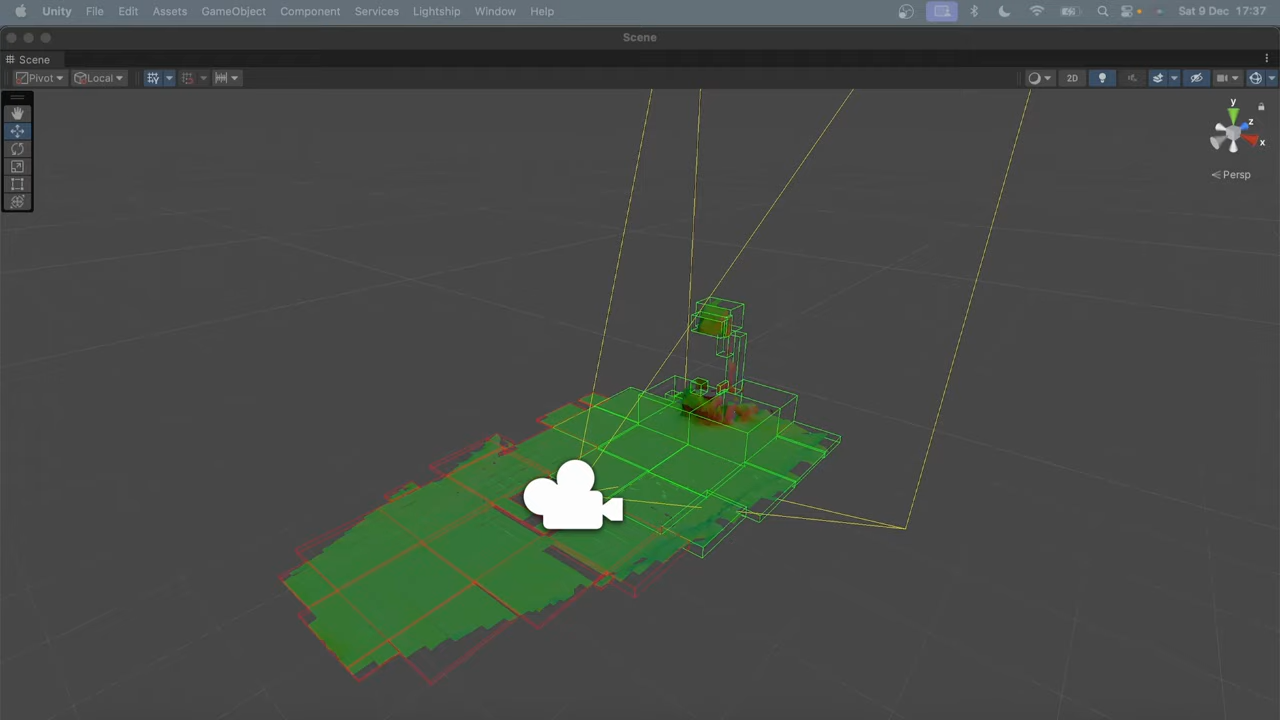 Unity File Edit Assets GameObject Component Services Lightship Window Help Sat 9 Dec 17:37
Scene
Scene
Pivot Local 2D
y
z
x
Persp